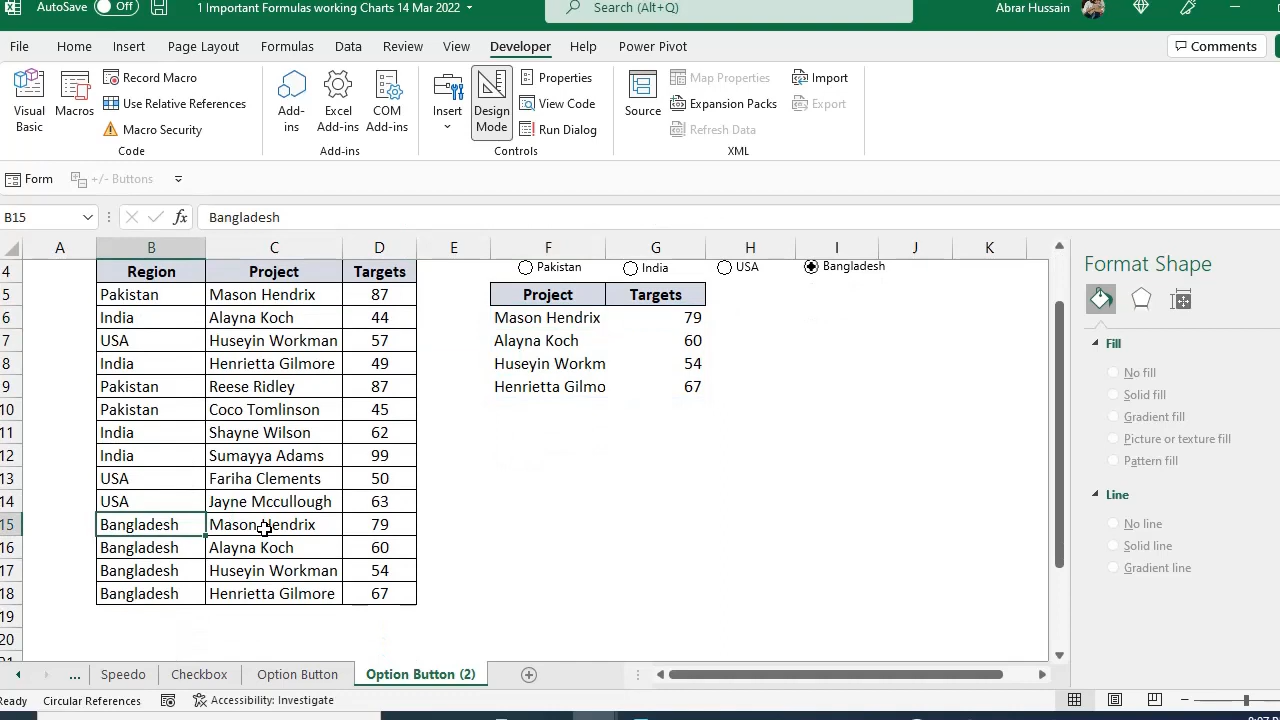 AutoSave Off 1 Important Formulas working Charts 14 Mar 2022 Search (Alt+Q) Abrar Hussain
File Home Insert Page Layout Formulas Data Review View Developer Help Power Pivot Comments
Visual Basic
Macros
Record Macro
Use Relative References
Macro Security
Code
Add-ins
Excel Add-ins
COM Add-ins
Add-ins
Insert
Design Mode
Properties
View Code
Run Dialog
Controls
Source
Map Properties
Expansion Packs
Refresh Data
Import
Export
XML
Form +/- Buttons
B15 fx Bangladesh
A B C D E F G H I J K
4 Region Project Targets Pakistan India USA Bangladesh
5 Pakistan Mason Hendrix 87 Project Targets
6 India Alayna Koch 44 Mason Hendrix 79
7 USA Huseyin Workman 57 Alayna Koch 60
8 India Henrietta Gilmore 49 Huseyin Workm 54
9 Pakistan Reese Ridley 87 Henrietta Gilmo 67
10 Pakistan Coco Tomlinson 45
11 India Shayne Wilson 62
12 India Sumayya Adams 99
13 USA Fariha Clements 50
14 USA Jayne Mccullough 63
15 Bangladesh Mason Hendrix 79
16 Bangladesh Alayna Koch 60
17 Bangladesh Huseyin Workman 54
18 Bangladesh Henrietta Gilmore 67
19
20
Format Shape
Fill
No fill
Solid fill
Gradient fill
Picture or texture fill
Pattern fill
Line
No line
Solid line
Gradient line
... Speedo Checkbox Option Button Option Button (2)
eady Circular References Accessibility: Investigate